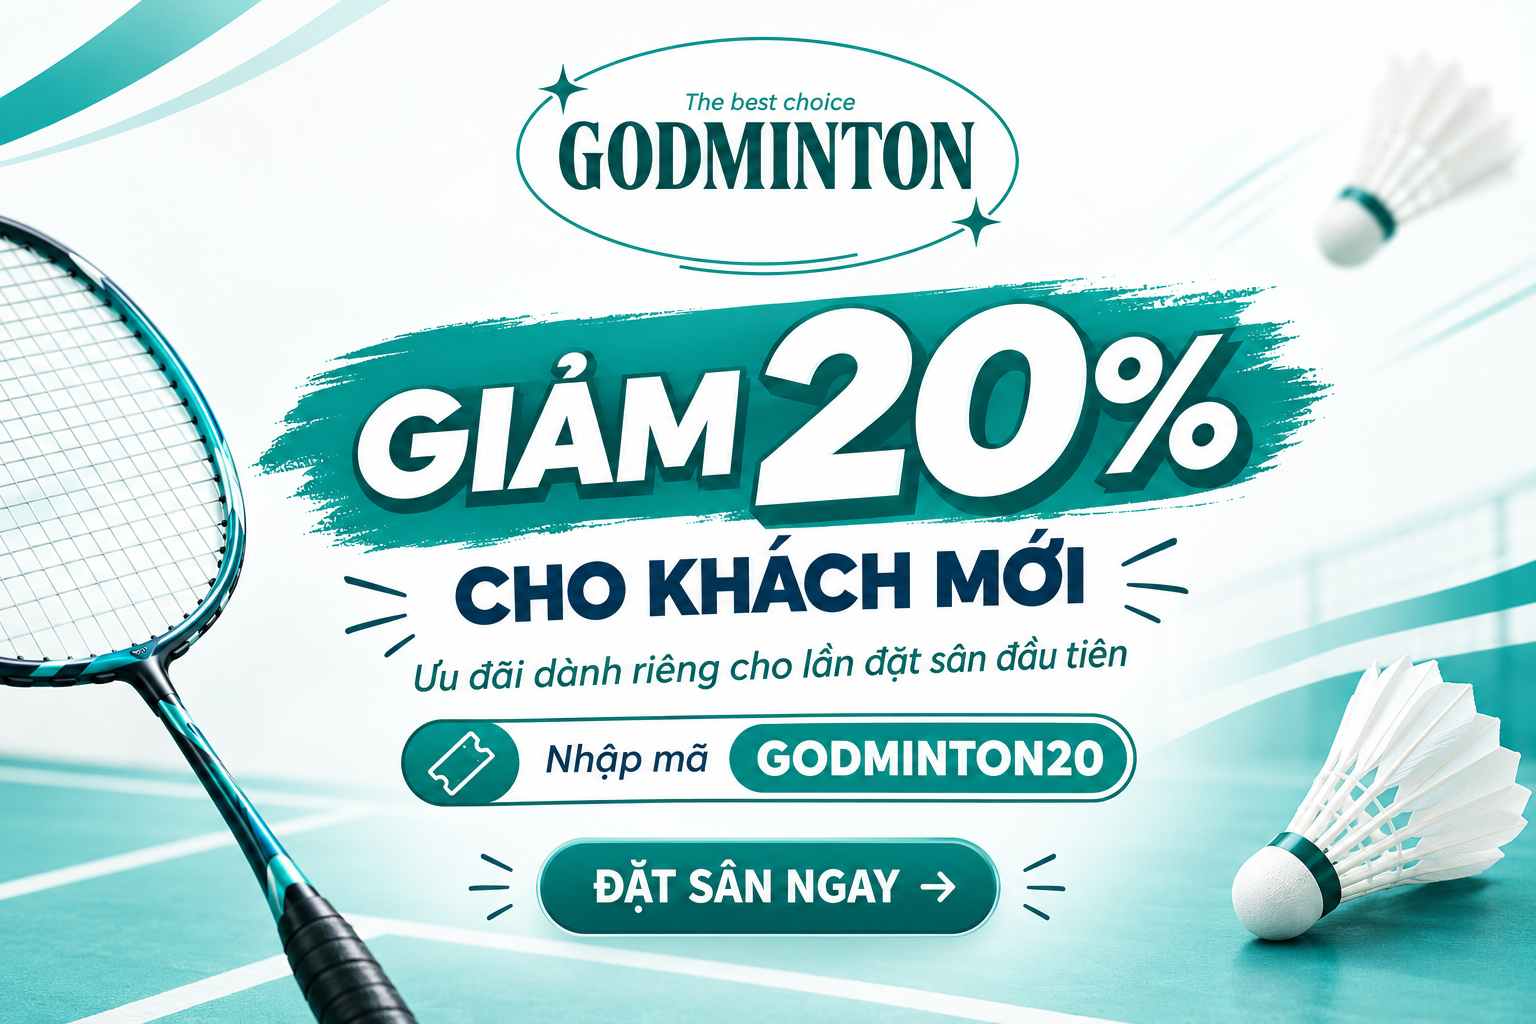 The best choice
GODMINTON
GIẢM 20%
CHO KHÁCH MỚI
Ưu đãi dành riêng cho lần đặt sân đầu tiên
Nhập mã GODMINTON20
ĐẶT SÂN NGAY →